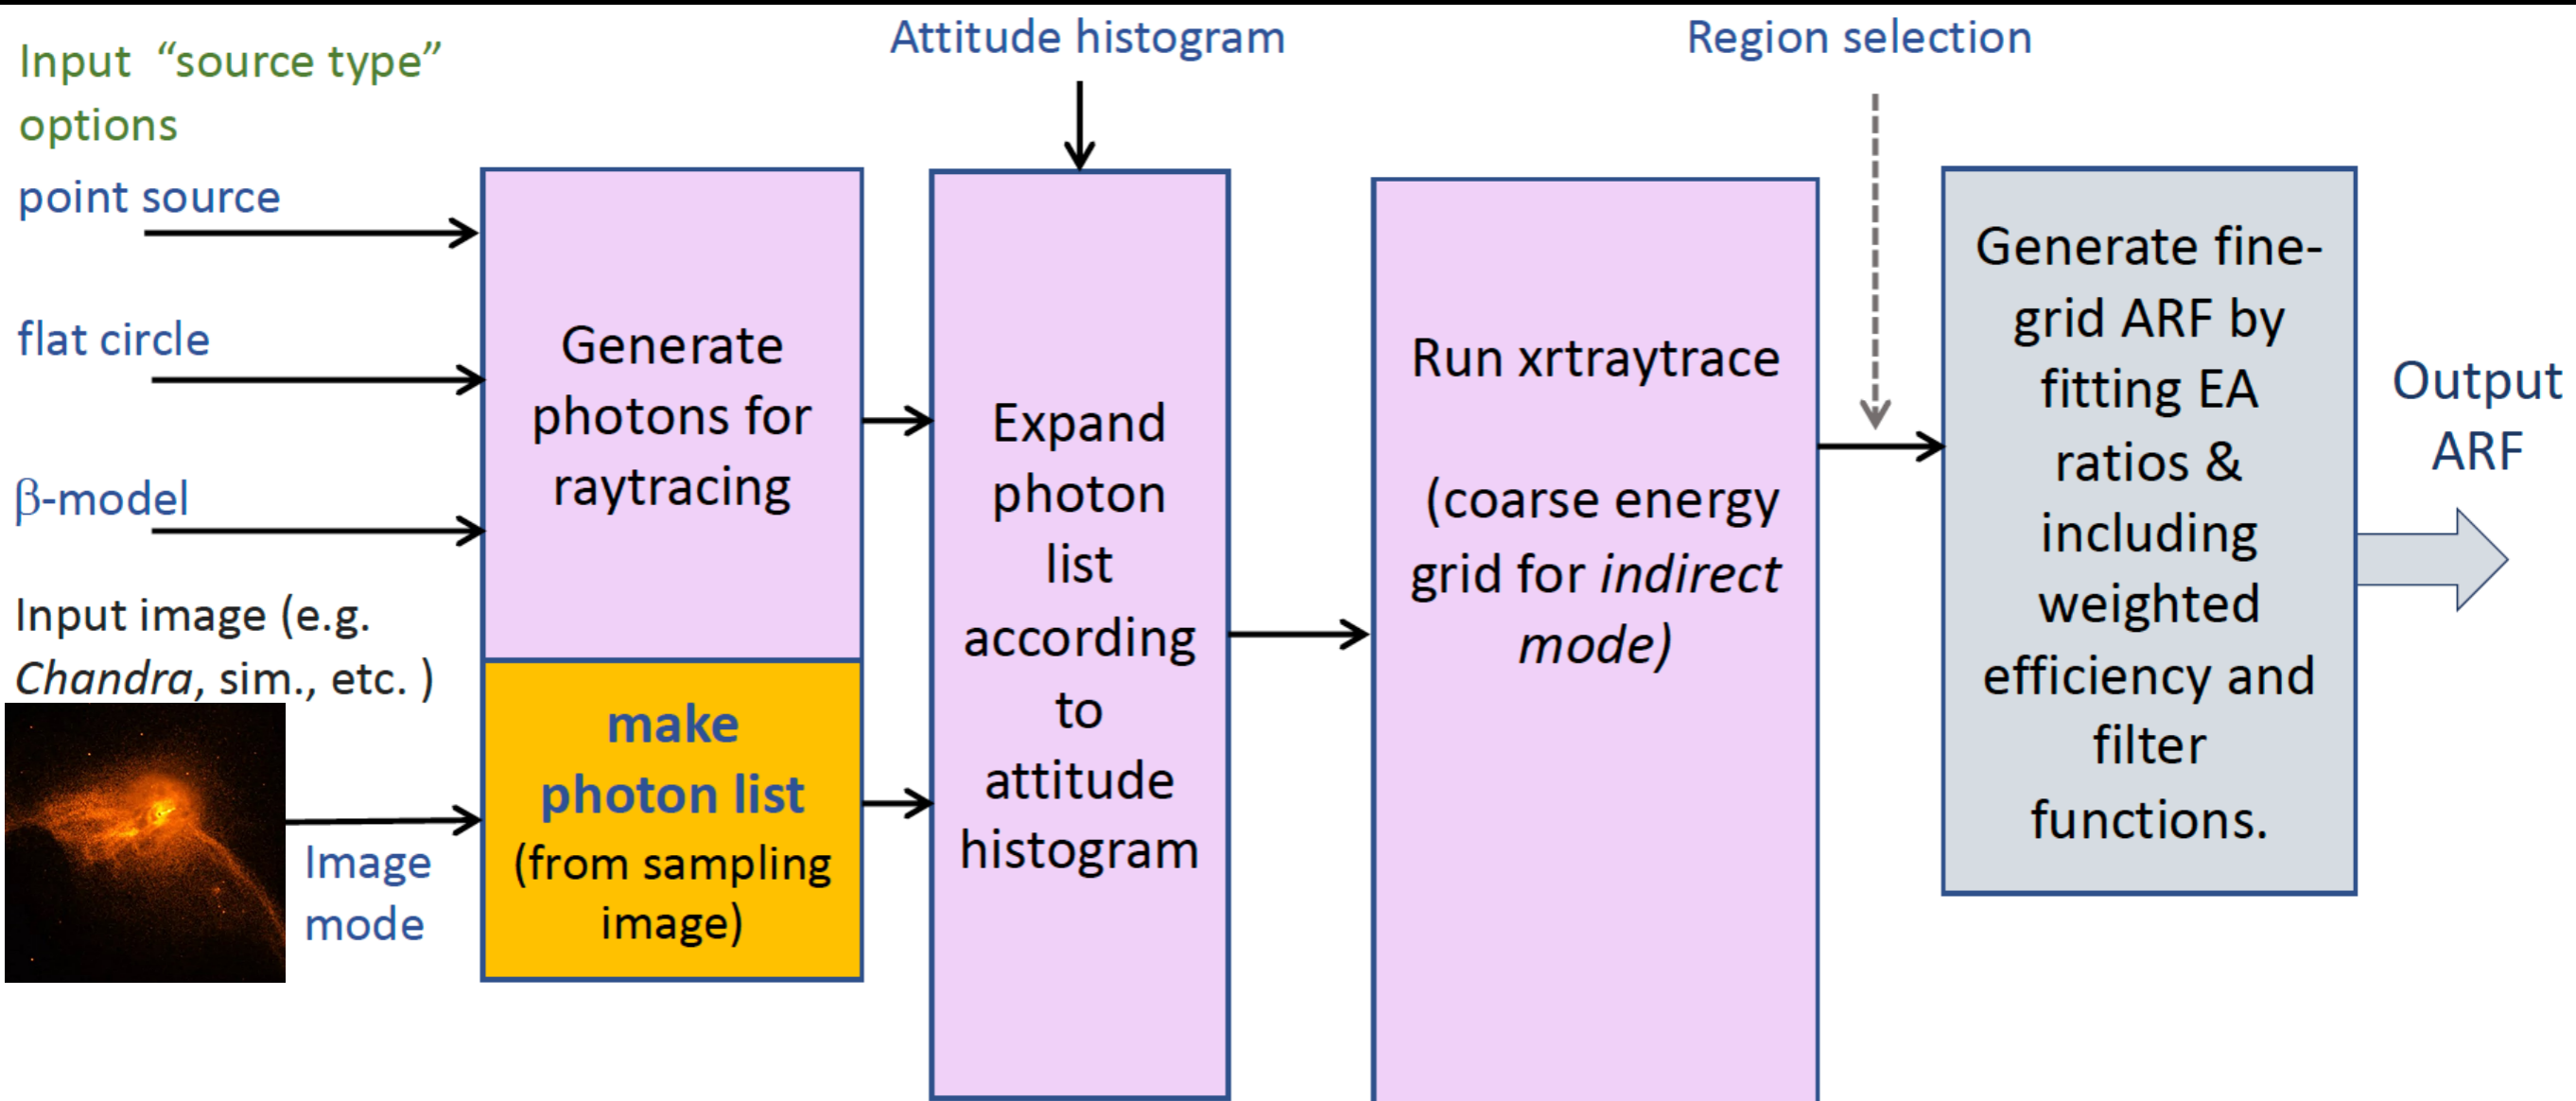 Input “source type”
options
point source
flat circle
β-model
Input image (e.g.
Chandra, sim., etc. )
Image
mode
Generate
photons for
raytracing
make
photon list
(from sampling
image)
Attitude histogram
Expand
photon
list
according
to
attitude
histogram
Run xrtraytrace
(coarse energy
grid for indirect
mode)
Region selection
Generate fine-
grid ARF by
fitting EA
ratios &
including
weighted
efficiency and
filter
functions.
Output
ARF